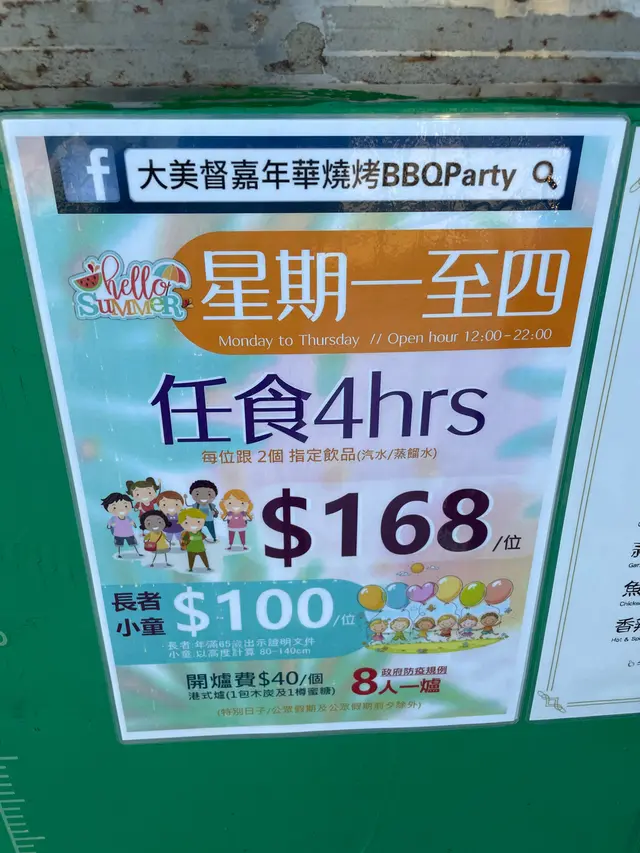 f 大美督嘉年華燒烤BBQParty
hello SUMMER
星期一至四
Monday to Thursday // Open hour 12:00-22:00
任食4hrs
每位跟 2個 指定飲品(汽水/蒸餾水)
$168/位
長者
小童
$100/位
長者:年滿65歲出示證明文件
小童:以高度計算 80-140cm
開爐費$40/個
港式爐(1包木炭及1樽蜜糖)
政府防疫規例
8人一爐
(特別日子/公眾假期及公眾假期前夕除外)
魚
Hot & Sp